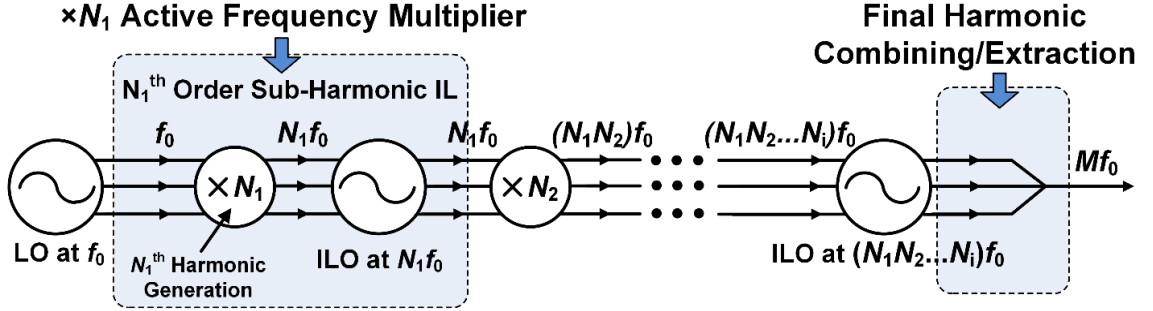 ×N₁ Active Frequency Multiplier
Final Harmonic
Combining/Extraction
N₁ᵗʰ Order Sub-Harmonic IL
f₀
N₁f₀
N₁f₀
(N₁N₂)f₀
(N₁N₂...Nᵢ)f₀
Mf₀
×N₁
×N₂
LO at f₀
N₁ᵗʰ Harmonic
Generation
ILO at N₁f₀
ILO at (N₁N₂...Nᵢ)f₀